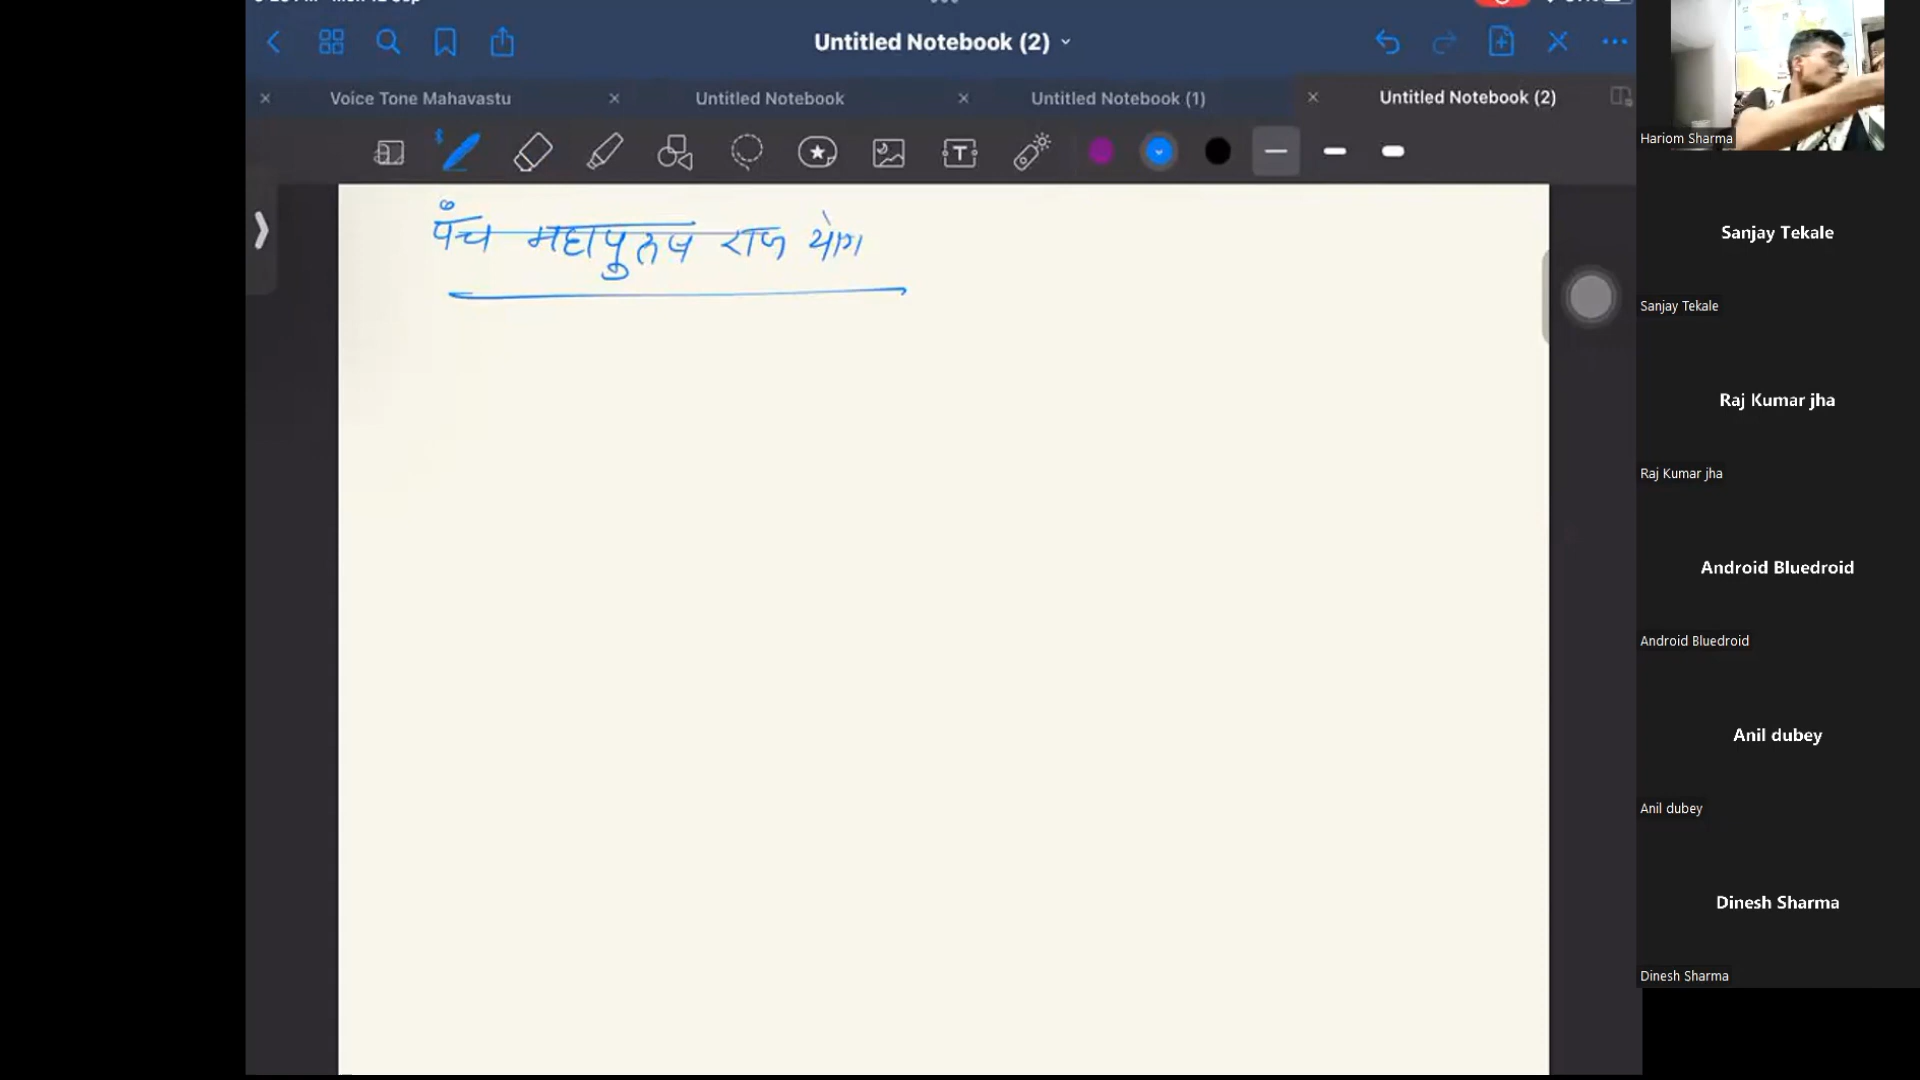 Untitled Notebook (2)
Voice Tone Mahavastu
Untitled Notebook
Untitled Notebook (1)
Untitled Notebook (2)
पँच महापुरुष राज योग
Hariom Sharma
Sanjay Tekale
Sanjay Tekale
Raj Kumar jha
Raj Kumar jha
Android Bluedroid
Android Bluedroid
Anil dubey
Anil dubey
Dinesh Sharma
Dinesh Sharma